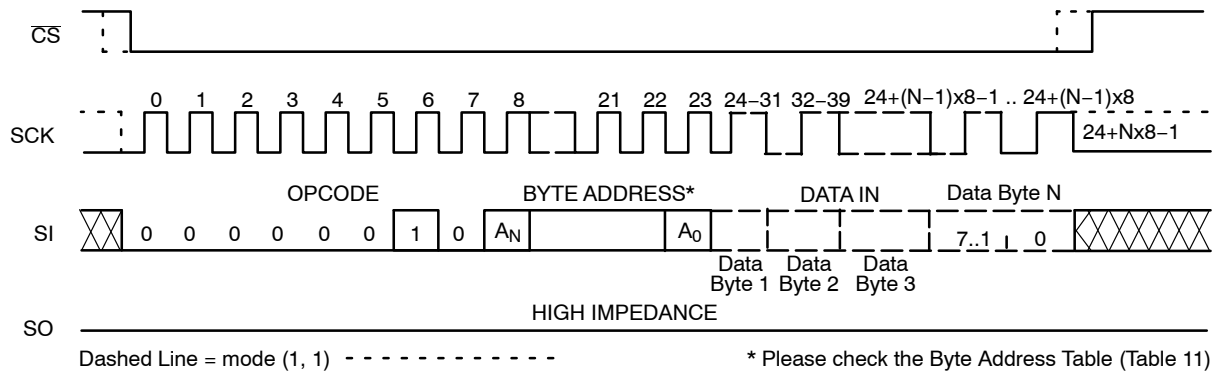 CS
0 1 2 3 4 5 6 7 8 21 22 23 24−31 32−39 24+(N−1)x8−1 .. 24+(N−1)x8
SCK
24+Nx8−1
OPCODE BYTE ADDRESS* DATA IN Data Byte N
SI 0 0 0 0 0 0 1 0 AN A0 7..1 0
Data Byte 1 Data Byte 2 Data Byte 3
HIGH IMPEDANCE
SO
Dashed Line = mode (1, 1) * Please check the Byte Address Table (Table 11)